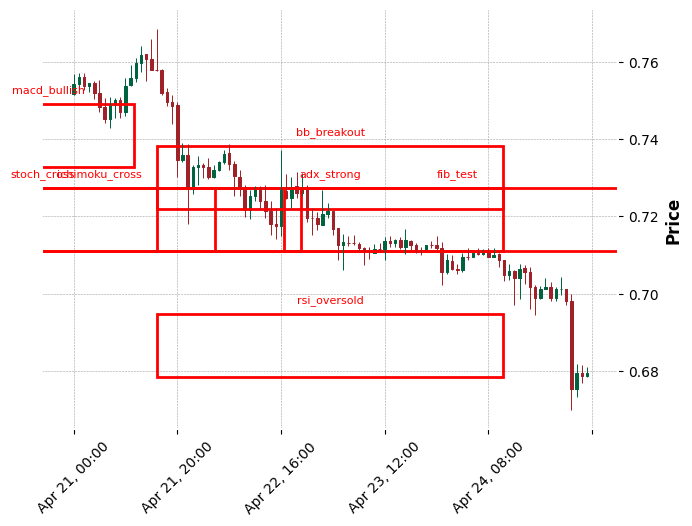 0.76
macd_bullish
0.74
bb_breakout
stoch_cross
ichimoku_cross
adx_strong
fib_test
0.72
Price
0.70
rsi_oversold
0.68
Apr 21, 00:00
Apr 21, 20:00
Apr 22, 16:00
Apr 23, 12:00
Apr 24, 08:00